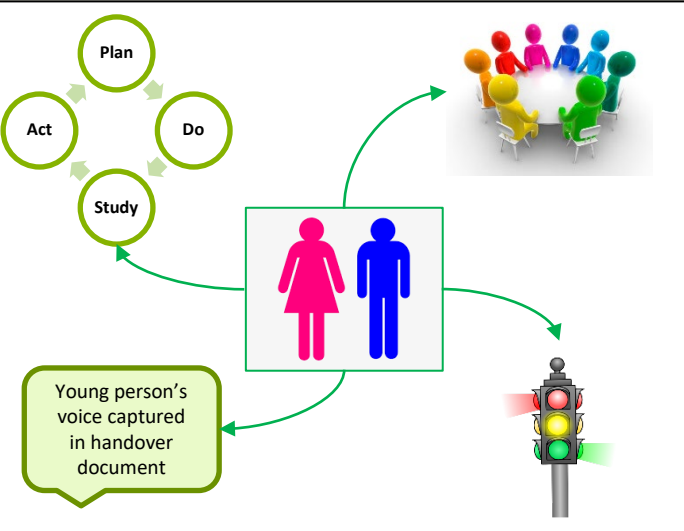 Plan
Act
Do
Study
Young person's
voice captured
in handover
document